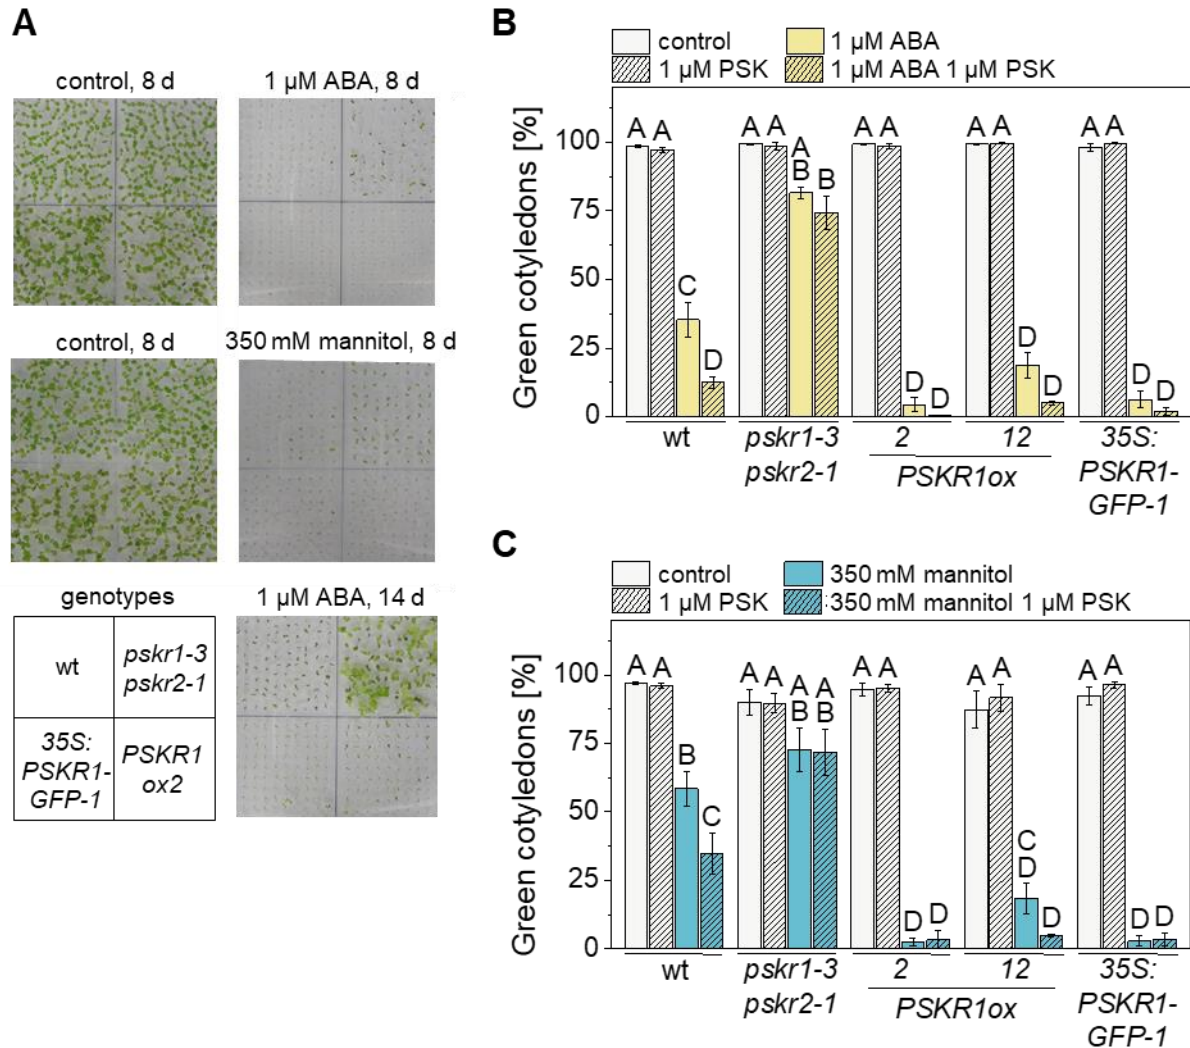 A
control, 8 d
1 µM ABA, 8 d
control, 8 d
350 mM mannitol, 8 d
genotypes
1 µM ABA, 14 d
wt
pskr1-3
pskr2-1
35S:
PSKR1-
GFP-1
PSKR1
ox2
B
control
1 µM ABA
1 µM PSK
1 µM ABA 1 µM PSK
Green cotyledons [%]
100
75
50
25
0
A A C D
A A A B B
A A D D
A A D D
A A D D
wt
pskr1-3
pskr2-1
2
12
PSKR1ox
35S:
PSKR1-
GFP-1
C
control
350 mM mannitol
1 µM PSK
350 mM mannitol 1 µM PSK
Green cotyledons [%]
100
75
50
25
0
A A B C
A A A B A B
A A D D
A A C D D
A A D D
wt
pskr1-3
pskr2-1
2
12
PSKR1ox
35S:
PSKR1-
GFP-1